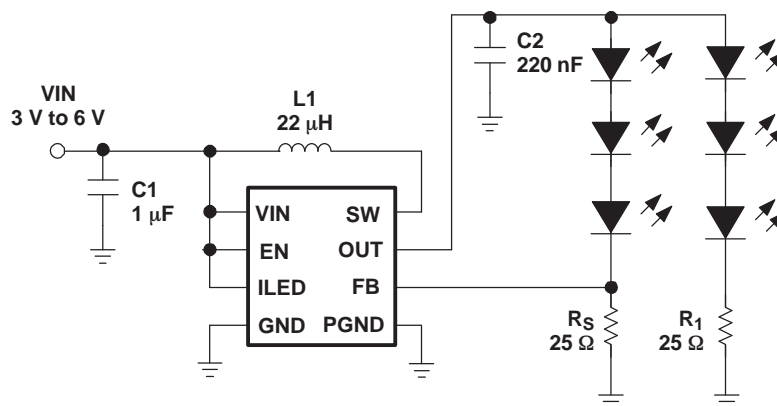 C2
220 nF
L1
22 μH
VIN
3 V to 6 V
C1
1 μF
VIN
SW
EN
OUT
ILED
FB
GND
PGND
RS
25 Ω
R1
25 Ω